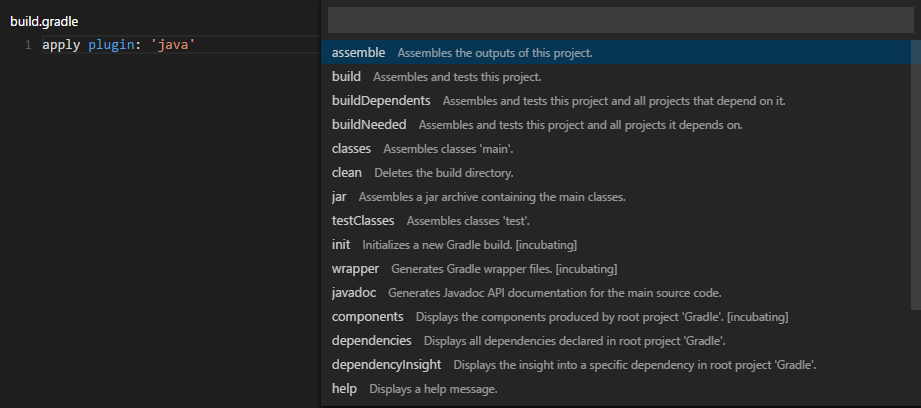 build.gradle
1 apply plugin: 'java'
assemble Assembles the outputs of this project.
build Assembles and tests this project.
buildDependents Assembles and tests this project and all projects that depend on it.
buildNeeded Assembles and tests this project and all projects it depends on.
classes Assembles classes 'main'.
clean Deletes the build directory.
jar Assembles a jar archive containing the main classes.
testClasses Assembles classes 'test'.
init Initializes a new Gradle build. [incubating]
wrapper Generates Gradle wrapper files. [incubating]
javadoc Generates Javadoc API documentation for the main source code.
components Displays the components produced by root project 'Gradle'. [incubating]
dependencies Displays all dependencies declared in root project 'Gradle'.
dependencyInsight Displays the insight into a specific dependency in root project 'Gradle'.
help Displays a help message.